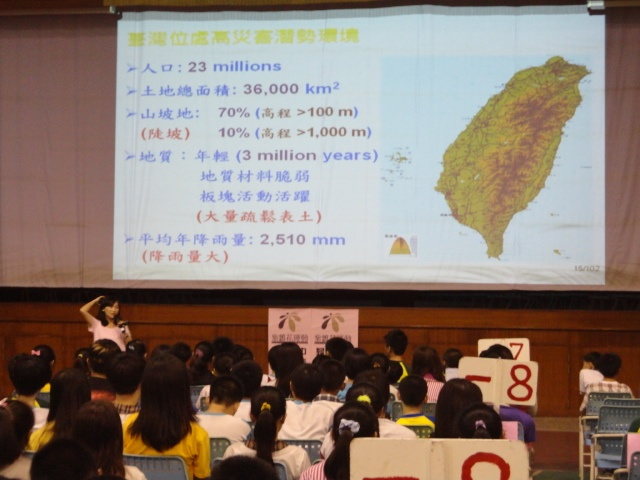 臺灣位處高災害潛勢環境
➢人口: 23 millions
➢土地總面積: 36,000 km²
➢山坡地: 70% (高程 >100 m)
(陡坡) 10% (高程 >1,000 m)
➢地質: 年輕 (3 million years)
地質材料脆弱
板塊活動活躍
(大量疏鬆表土)
➢平均年降雨量: 2,510 mm
(降雨量大)
15/102
7
8